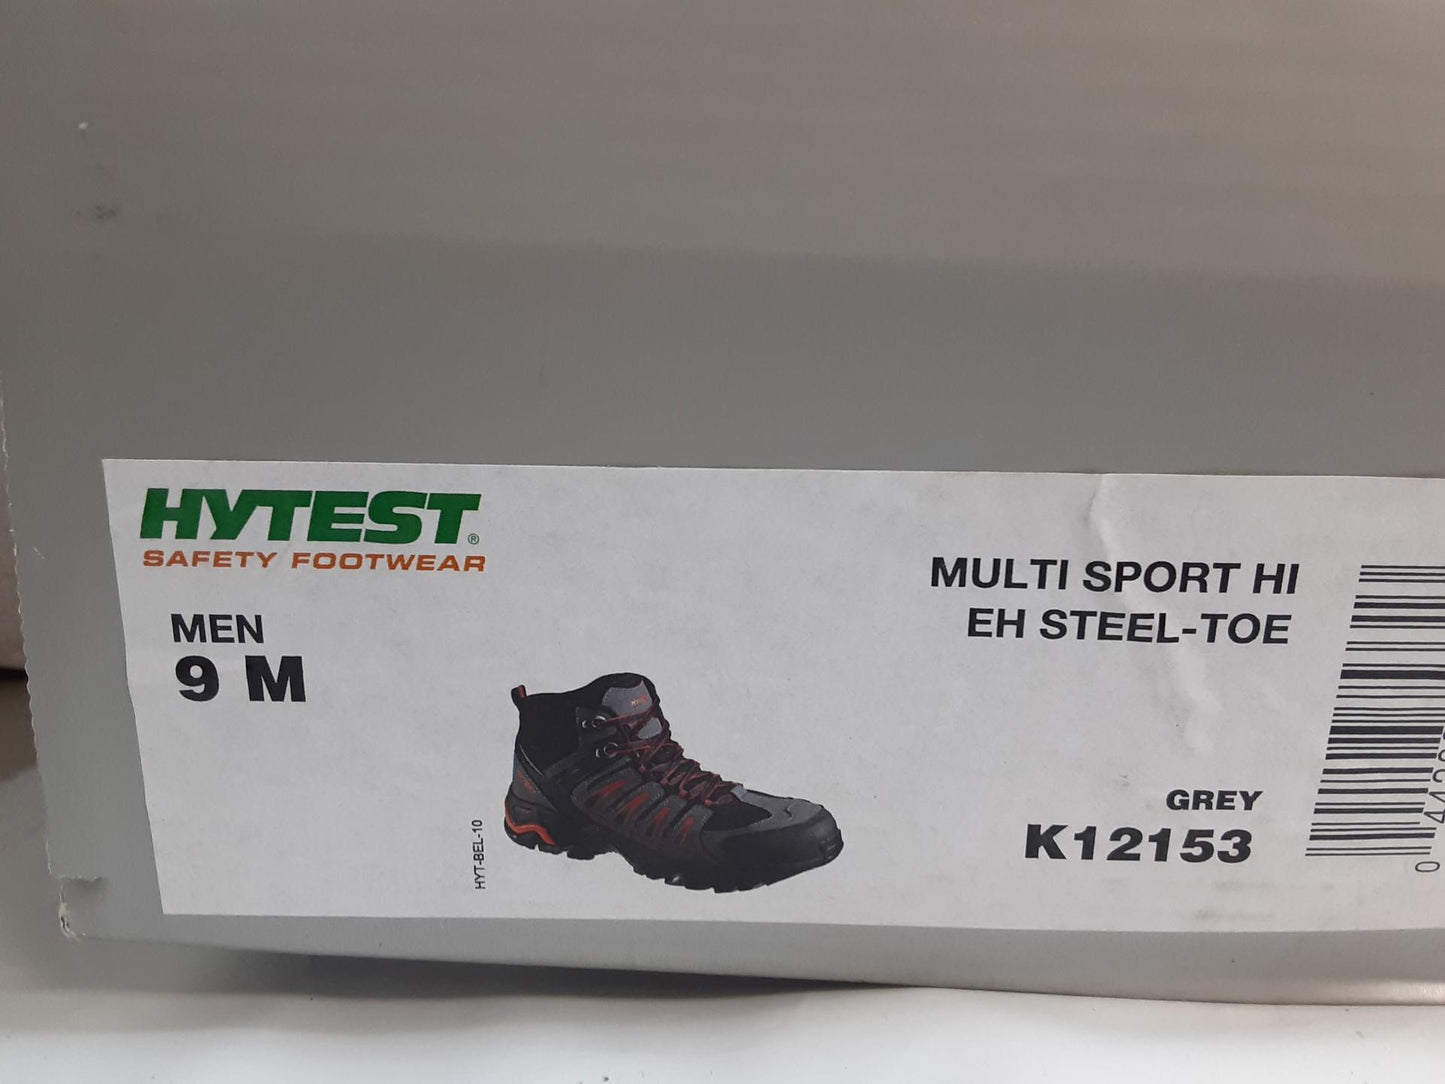 HYTEST®
SAFETY FOOTWEAR
MEN
9 M
MULTI SPORT HI
EH STEEL-TOE
HYT-BEL-10
GREY
K12153